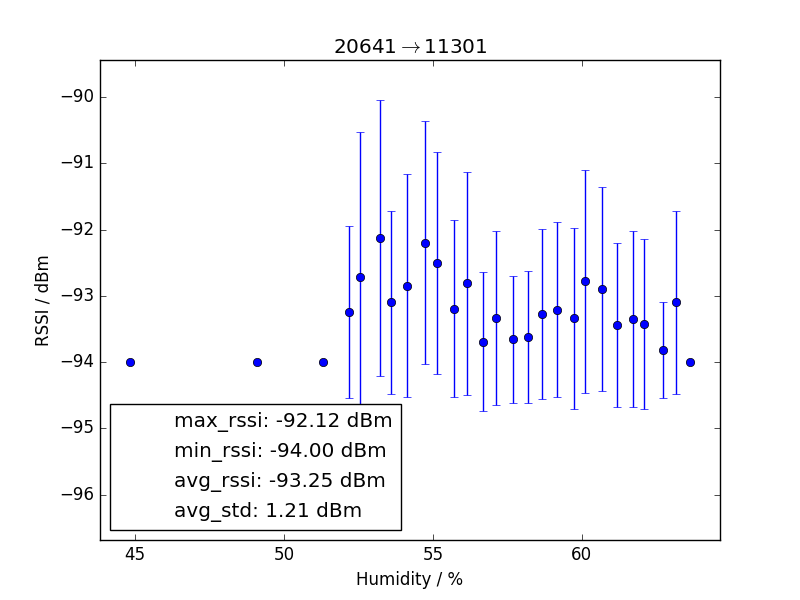 20641→11301
−90
−91
−92
−93
−94
−95
−96
RSSI / dBm
max_rssi: -92.12 dBm
min_rssi: -94.00 dBm
avg_rssi: -93.25 dBm
avg_std: 1.21 dBm
45 50 55 60
Humidity / %